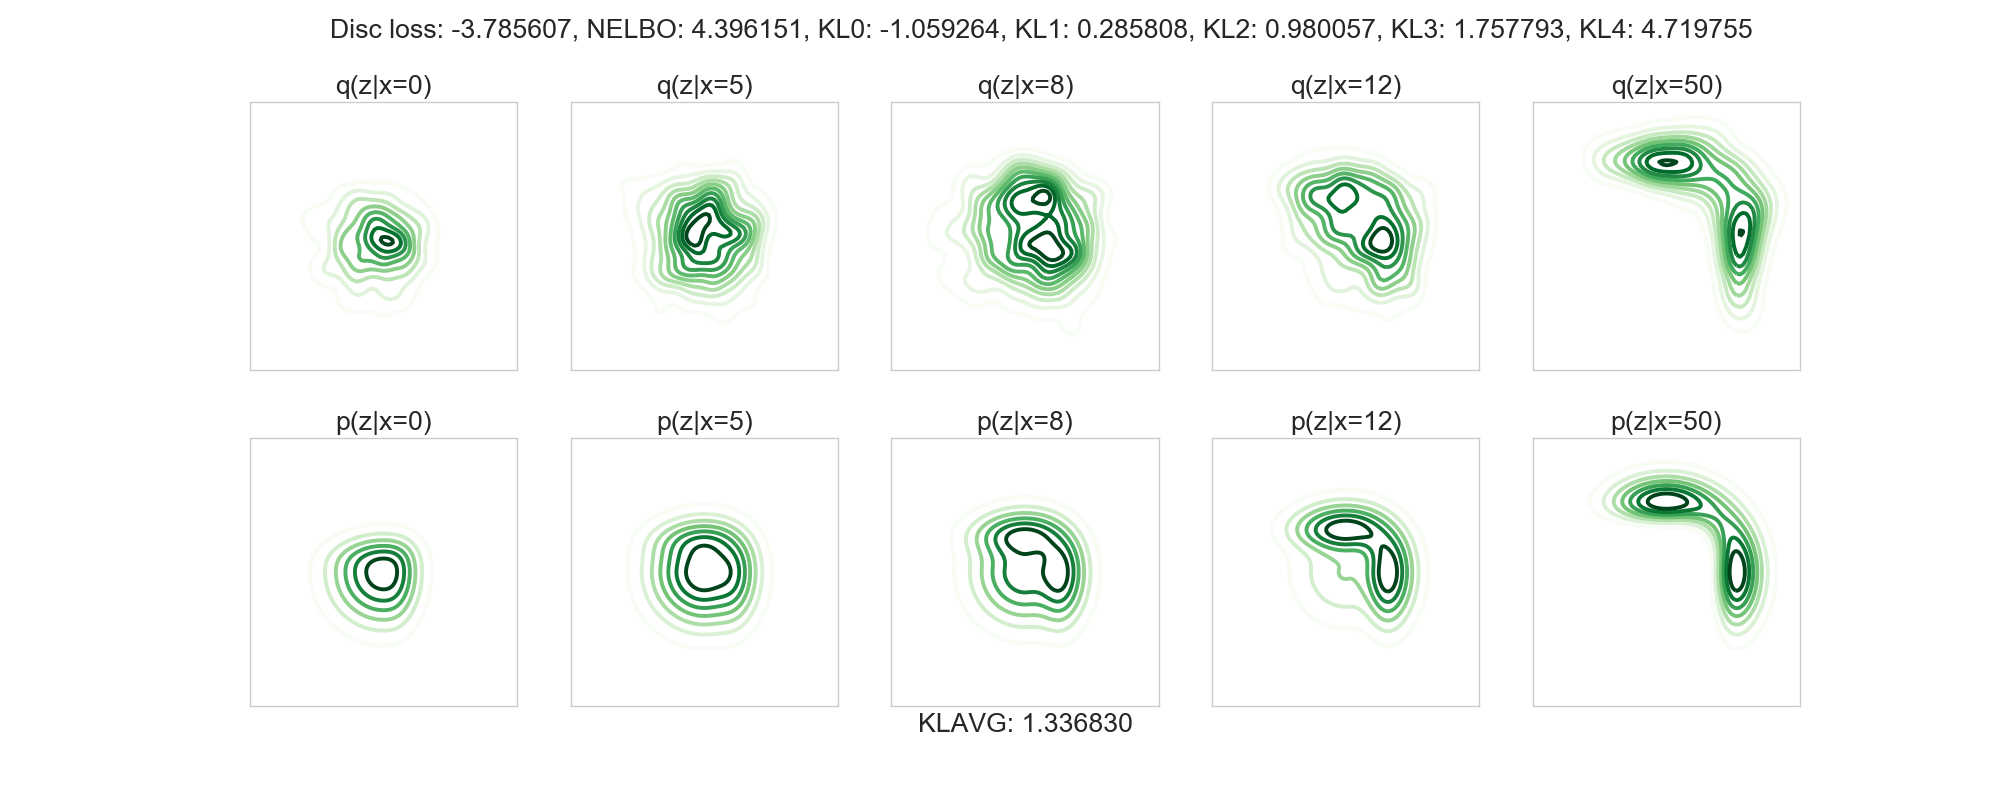 Disc loss: -3.785607, NELBO: 4.396151, KL0: -1.059264, KL1: 0.285808, KL2: 0.980057, KL3: 1.757793, KL4: 4.719755
q(z|x=0) q(z|x=5) q(z|x=8) q(z|x=12) q(z|x=50)
p(z|x=0) p(z|x=5) p(z|x=8) p(z|x=12) p(z|x=50)
KLAVG: 1.336830